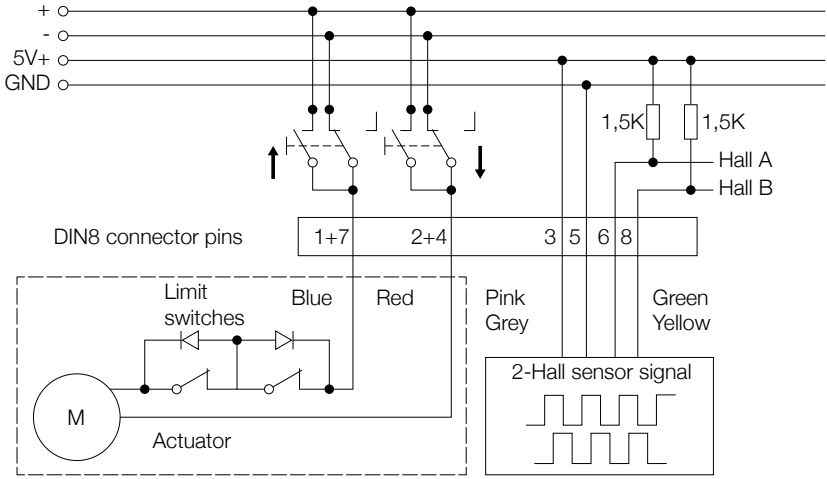 +
-
5V+
GND
1,5K 1,5K
Hall A
Hall B
DIN8 connector pins 1+7 2+4 3 5 6 8
Limit switches
Blue Red Pink Grey Green Yellow
2-Hall sensor signal
M
Actuator